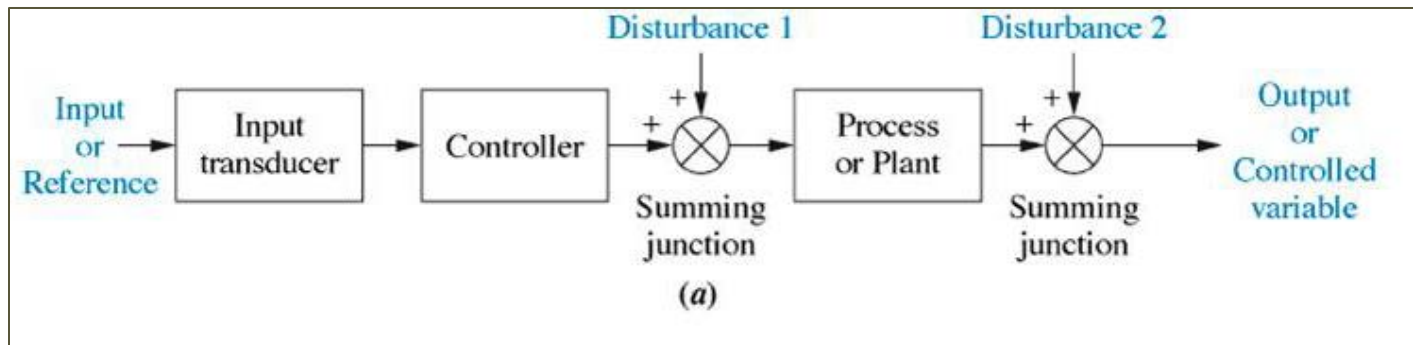 Disturbance 1
Disturbance 2
Input
or
Reference
Input
transducer
Controller
+
+
Summing
junction
Process
or Plant
+
+
Summing
junction
Output
or
Controlled
variable
(a)